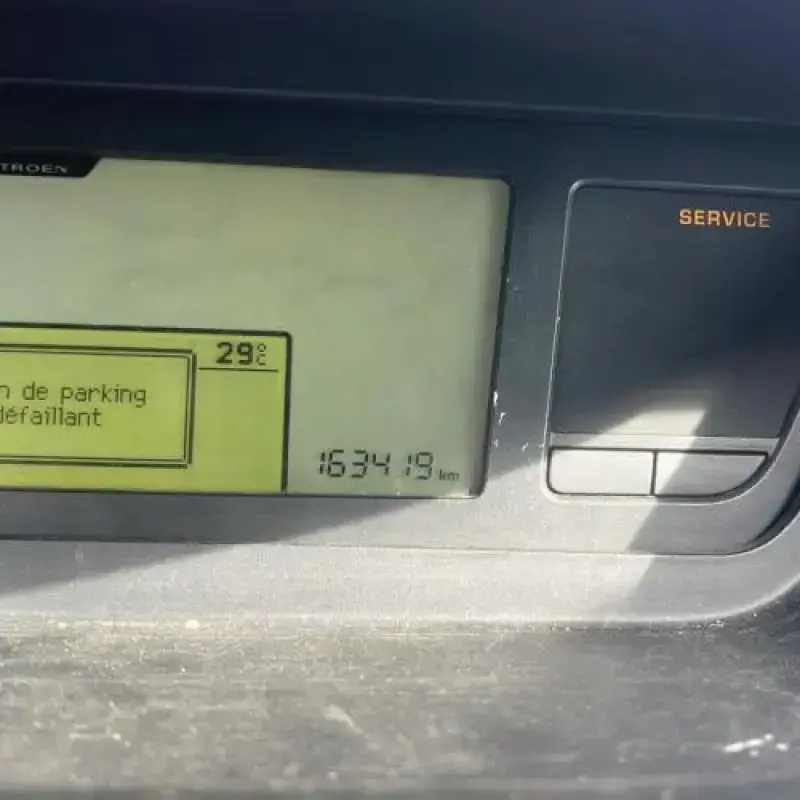 TROEN
SERVICE
29°C
n de parking
défaillant
163419 km